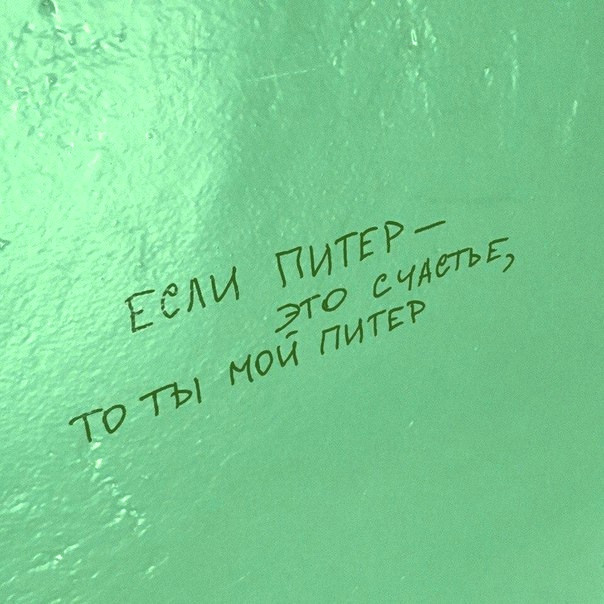 ЕСЛИ ПИТЕР —
ЭТО СЧАСТЬЕ,
ТО ТЫ МОЙ ПИТЕР